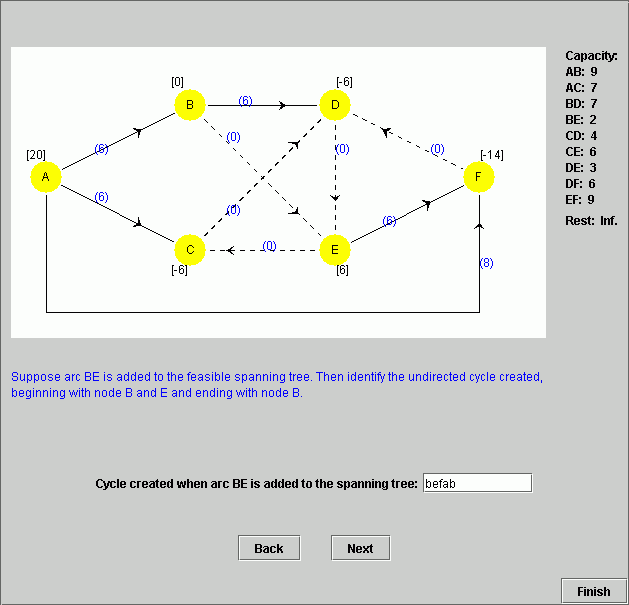 Capacity:
AB: 9
AC: 7
BD: 7
BE: 2
CD: 4
CE: 6
DE: 3
DF: 6
EF: 9
Rest: Inf.
[0]
[-6]
B
(6)
D
(6)
(0)
(0)
(0)
[20]
[-14]
A
F
(6)
(0)
(6)
C
(0)
E
[-6]
[6]
(8)
Suppose arc BE is added to the feasible spanning tree. Then identify the undirected cycle created,
beginning with node B and E and ending with node B.
Cycle created when arc BE is added to the spanning tree: befab
Back
Next
Finish